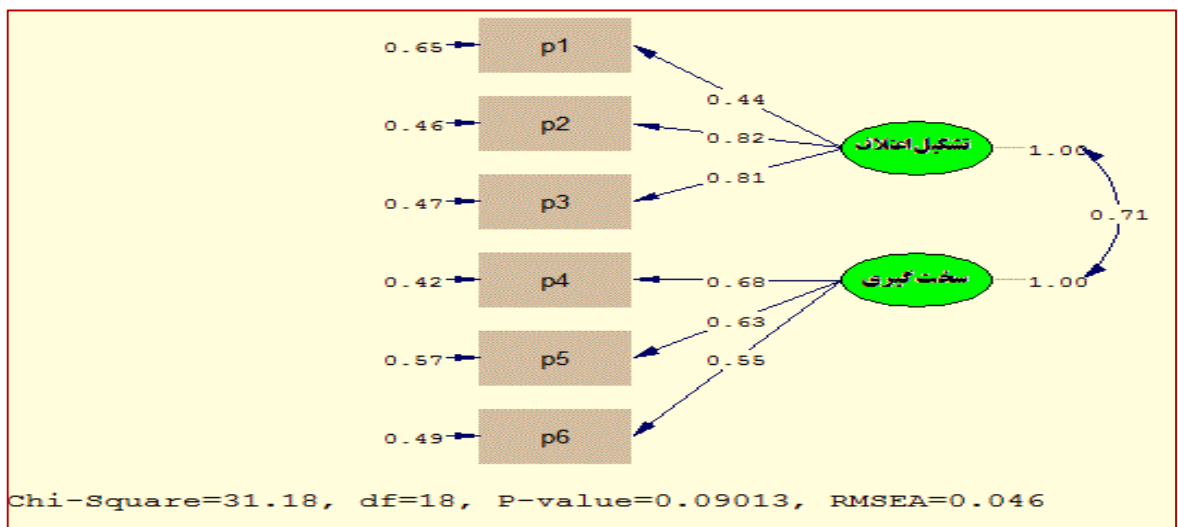 0.65 p1
0.44
0.46 p2
0.82
تشکیل اعتلاف 1.00
0.81
0.47 p3
0.71
0.42 p4
0.68
سخت گیری 1.00
0.63
0.57 p5
0.55
0.49 p6
Chi-Square=31.18, df=18, P-value=0.09013, RMSEA=0.046